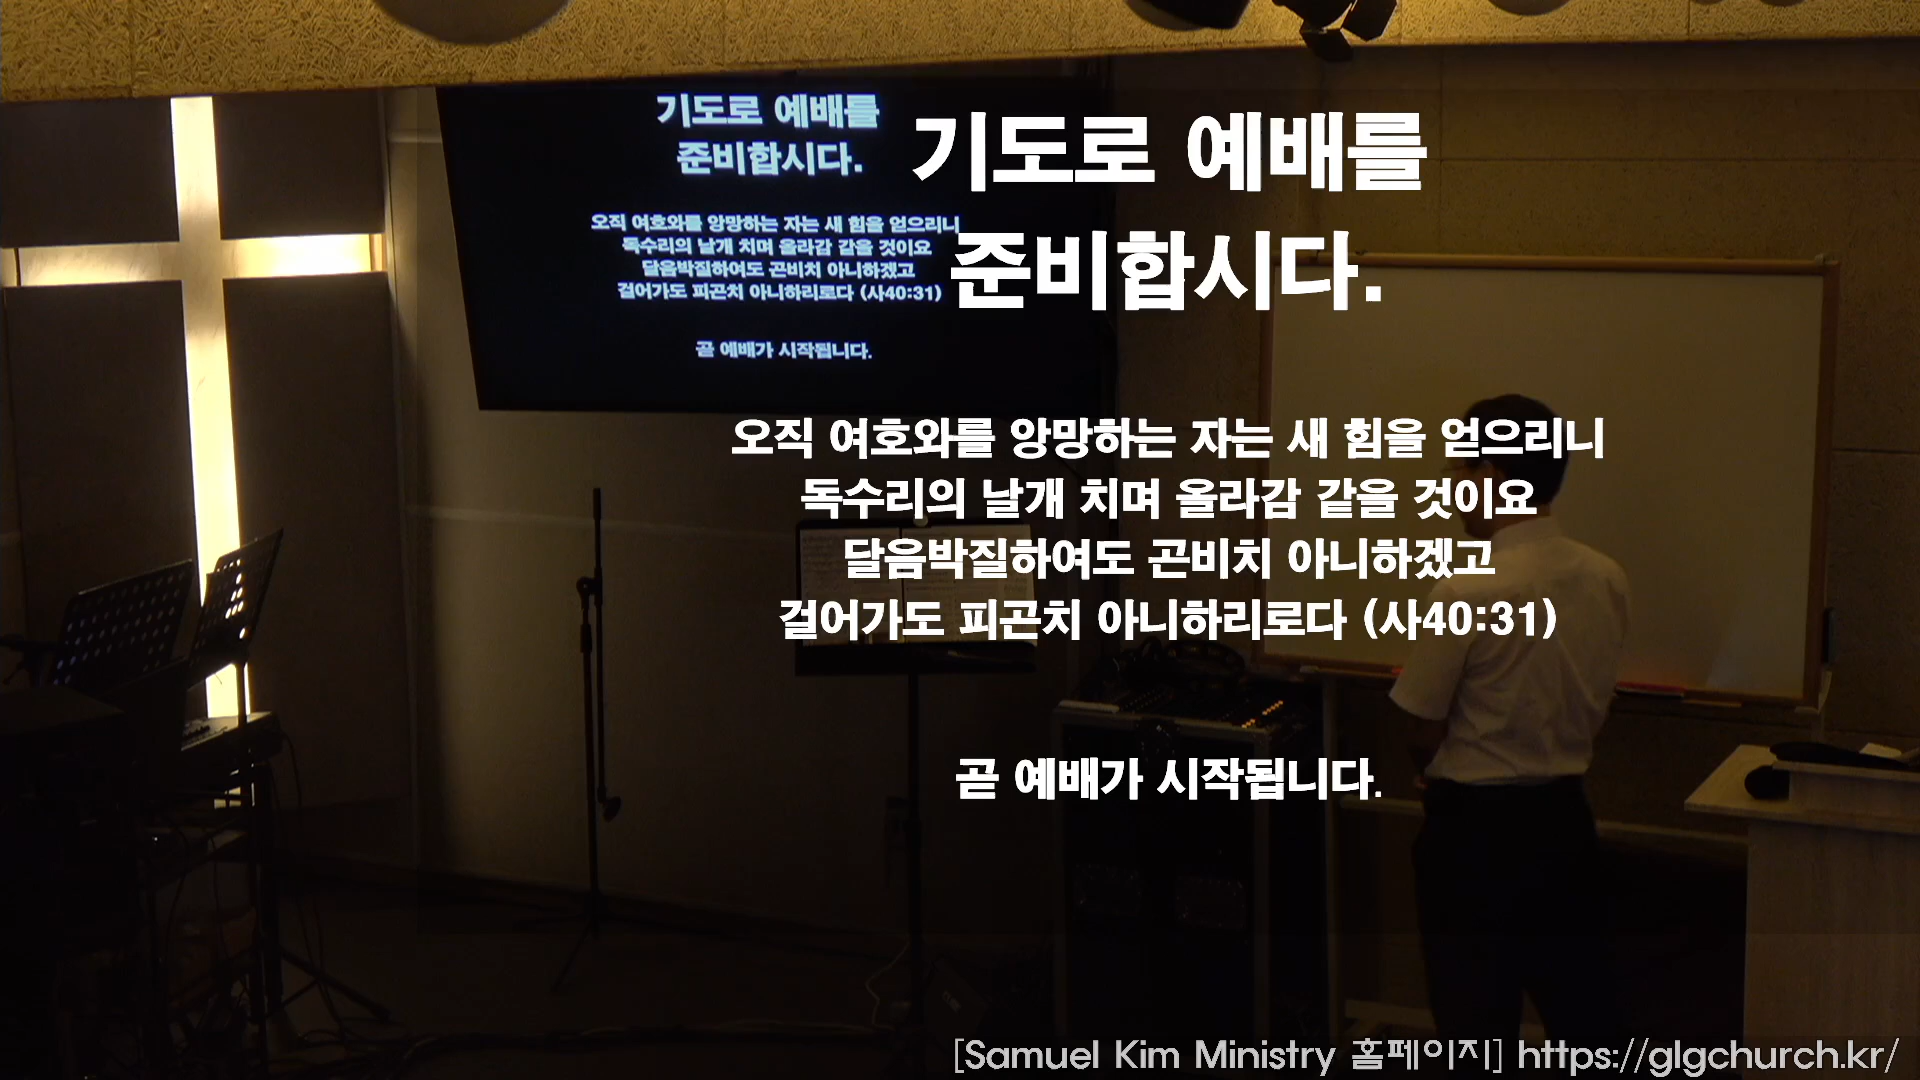 기도로 예배를
준비합시다.
오직 여호와를 앙망하는 자는 새 힘을 얻으리니
독수리의 날개 치며 올라감 같을 것이요
달음박질하여도 곤비치 아니하겠고
걸어가도 피곤치 아니하리로다 (사40:31)
곧 예배가 시작됩니다.
기도로 예배를
준비합시다.
오직 여호와를 앙망하는 자는 새 힘을 얻으리니
독수리의 날개 치며 올라감 같을 것이요
달음박질하여도 곤비치 아니하겠고
걸어가도 피곤치 아니하리로다 (사40:31)
곧 예배가 시작됩니다.
[Samuel Kim Ministry 홈페이지] https://glgchurch.kr/